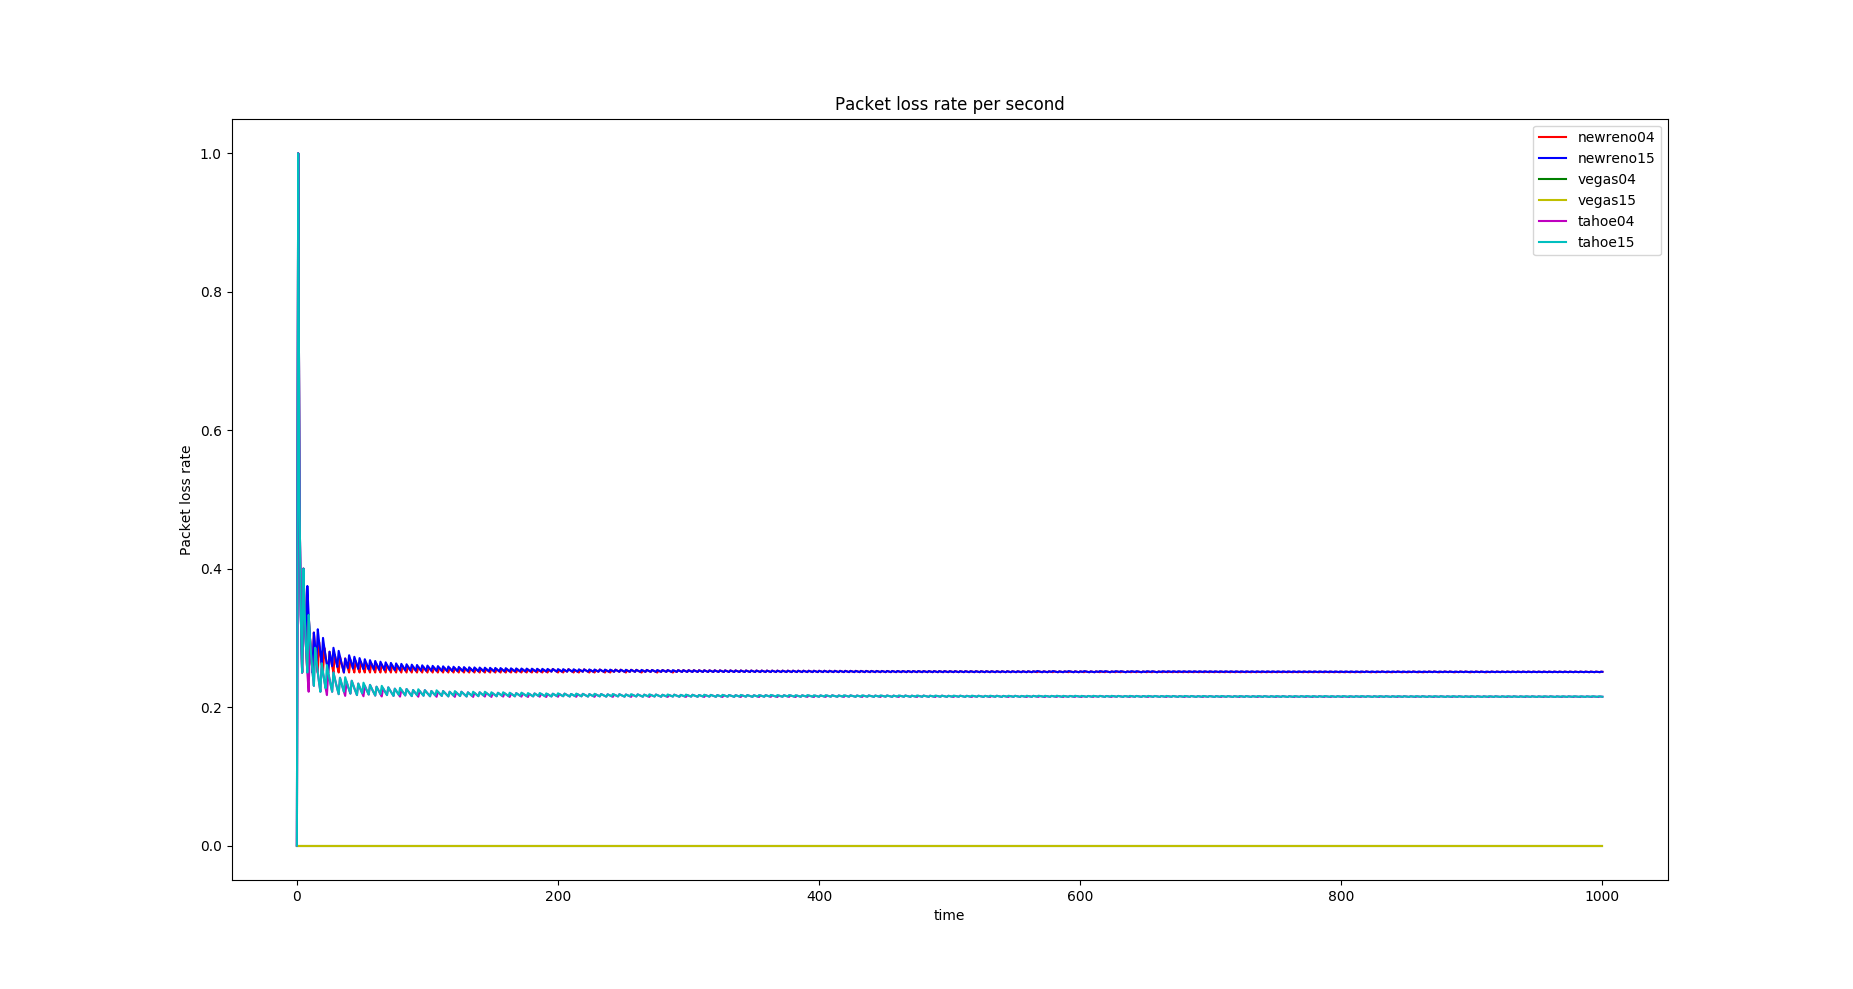 Packet loss rate per second
newreno04
newreno15
vegas04
vegas15
tahoe04
tahoe15
Packet loss rate
1.0
0.8
0.6
0.4
0.2
0.0
0 200 400 600 800 1000
time